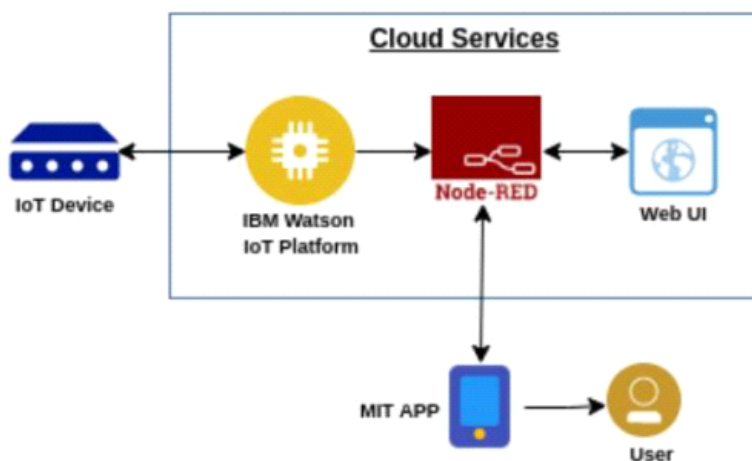 Cloud Services
IoT Device
IBM Watson
IoT Platform
Node-RED
Web UI
MIT APP
User